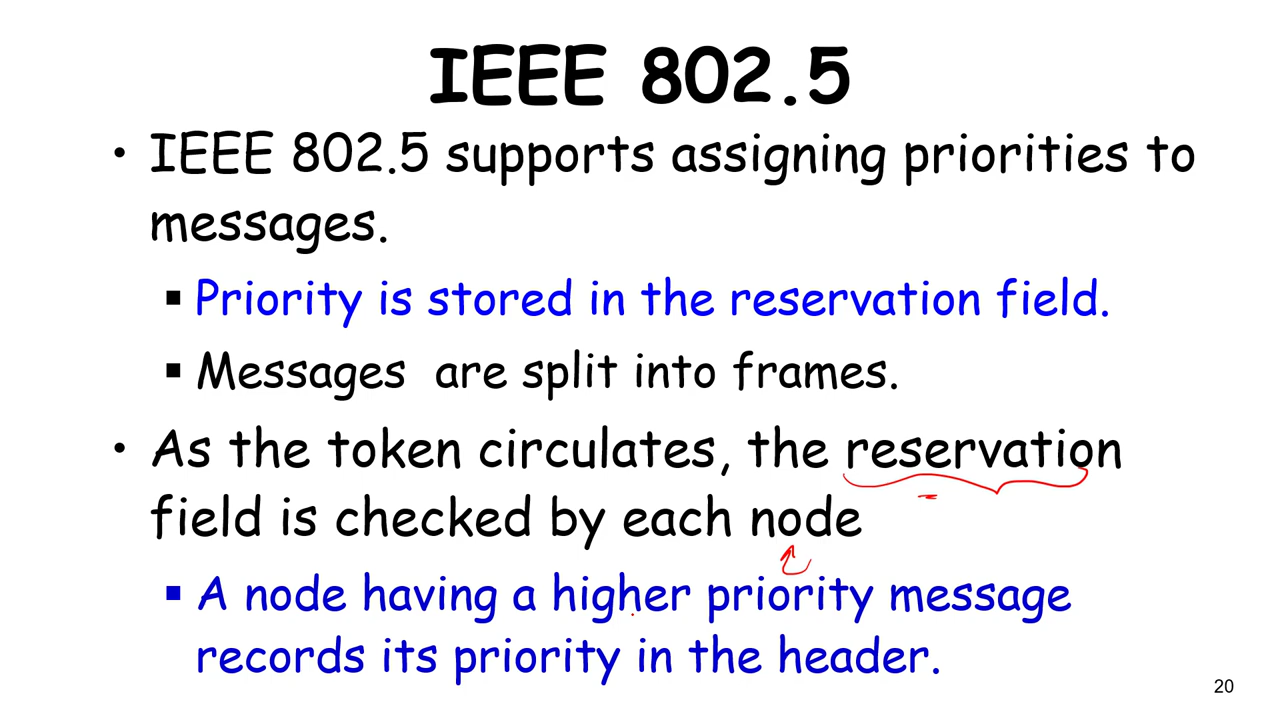 IEEE 802.5
• IEEE 802.5 supports assigning priorities to
messages.
▪ Priority is stored in the reservation field.
▪ Messages are split into frames.
• As the token circulates, the reservation
field is checked by each node
▪ A node having a higher priority message
records its priority in the header.
20